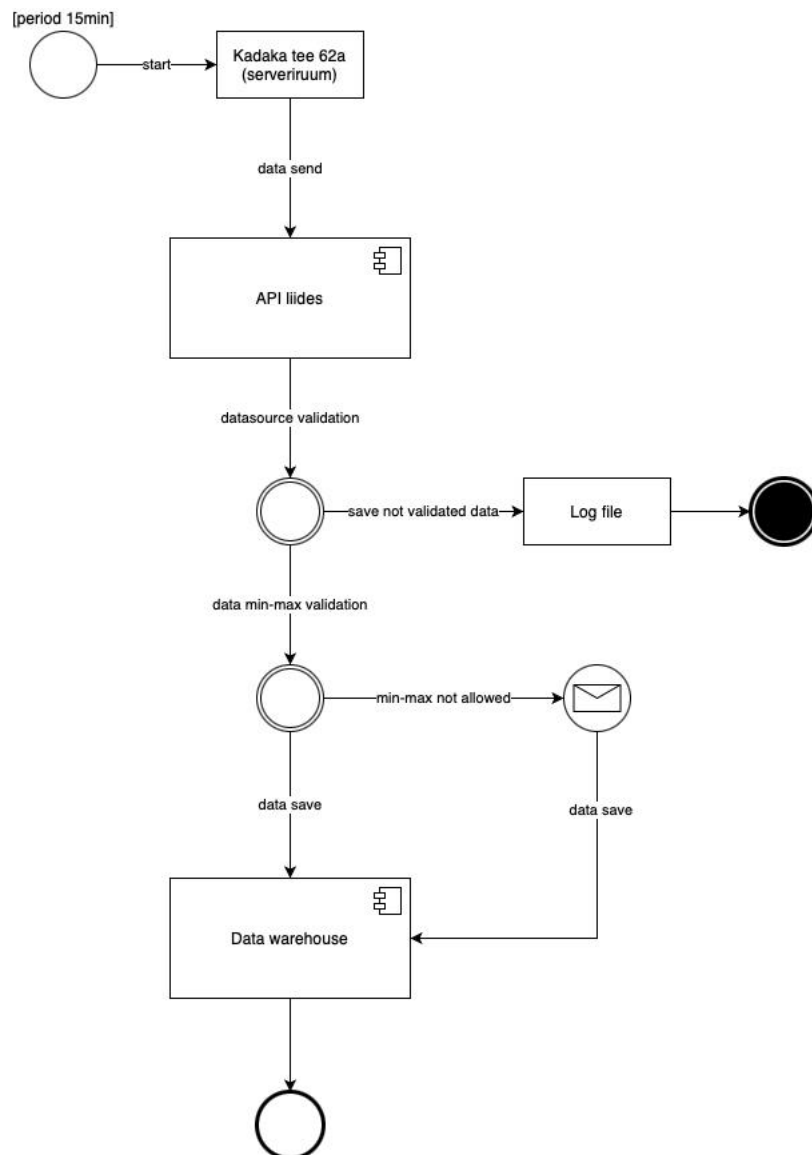 [period 15min]
start
Kadaka tee 62a
(serveriruum)
data send
API liides
datasource validation
save not validated data
Log file
data min-max validation
min-max not allowed
data save
data save
Data warehouse